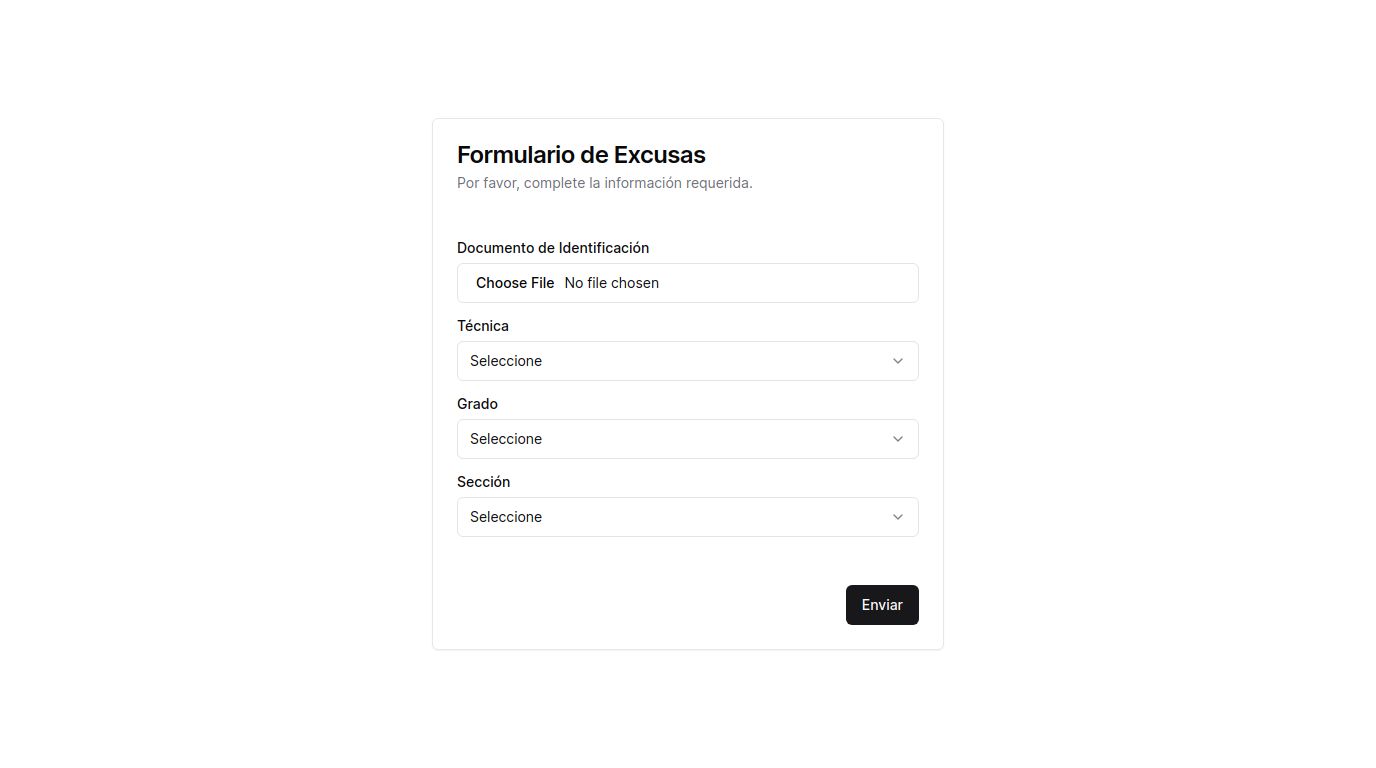 Formulario de Excusas
Por favor, complete la información requerida.
Documento de Identificación
Choose File No file chosen
Técnica
Seleccione
Grado
Seleccione
Sección
Seleccione
Enviar